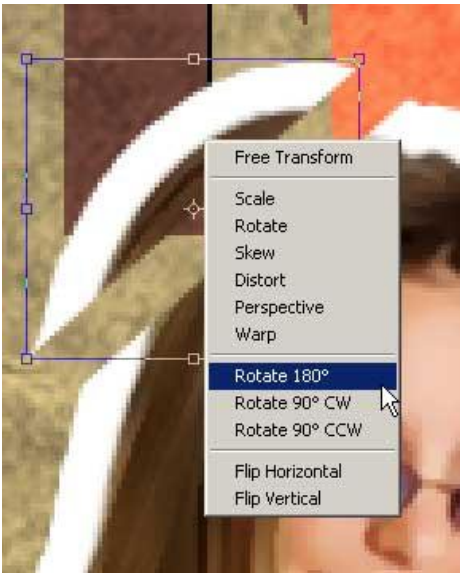 Free Transform
Scale
Rotate
Skew
Distort
Perspective
Warp
Rotate 180°
Rotate 90° CW
Rotate 90° CCW
Flip Horizontal
Flip Vertical